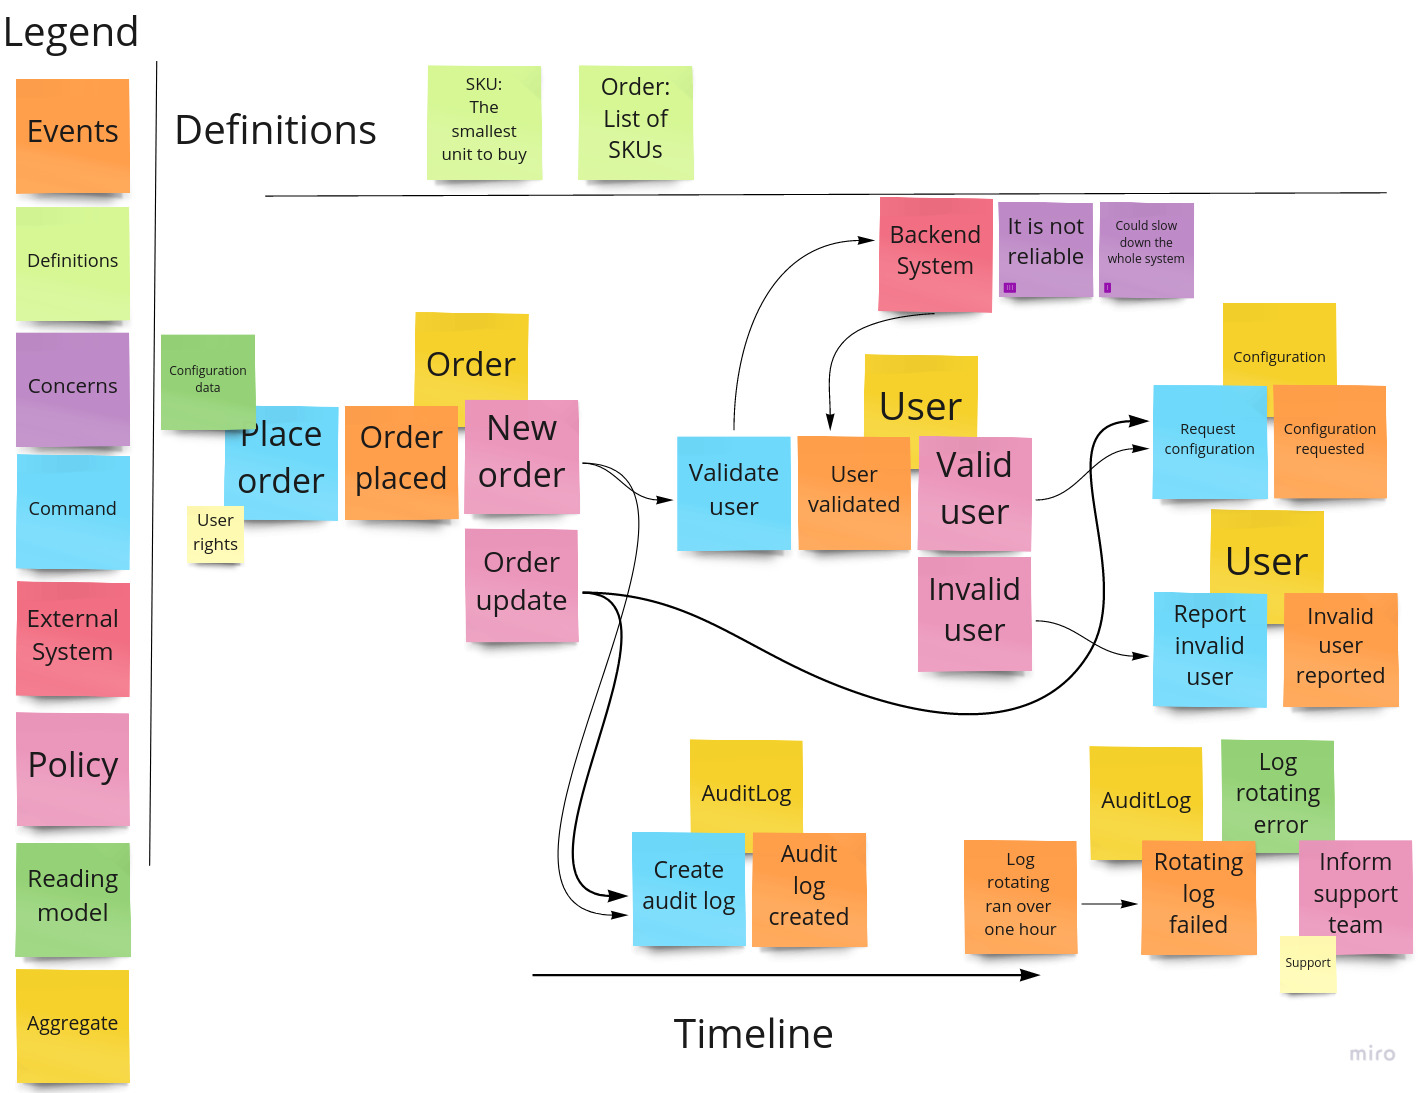 Legend
Events
Definitions
Concerns
Command
External
System
Policy
Reading
model
Aggregate
Definitions
SKU:
The
smallest
unit to buy
Order:
List of
SKUs
Backend
System
It is not
reliable
Could slow
down the
whole system
Configuration
data
Place
order
User
rights
Order
Order
placed
New
order
Order
update
Validate
user
User
User
validated
Valid
user
Invalid
user
Configuration
Request
configuration
Configuration
requested
User
Report
invalid
user
Invalid
user
reported
AuditLog
Create
audit log
Audit
log
created
Log
rotating
ran over
one hour
AuditLog
Rotating
log
failed
Log
rotating
error
Inform
support
team
Support
Timeline
miro